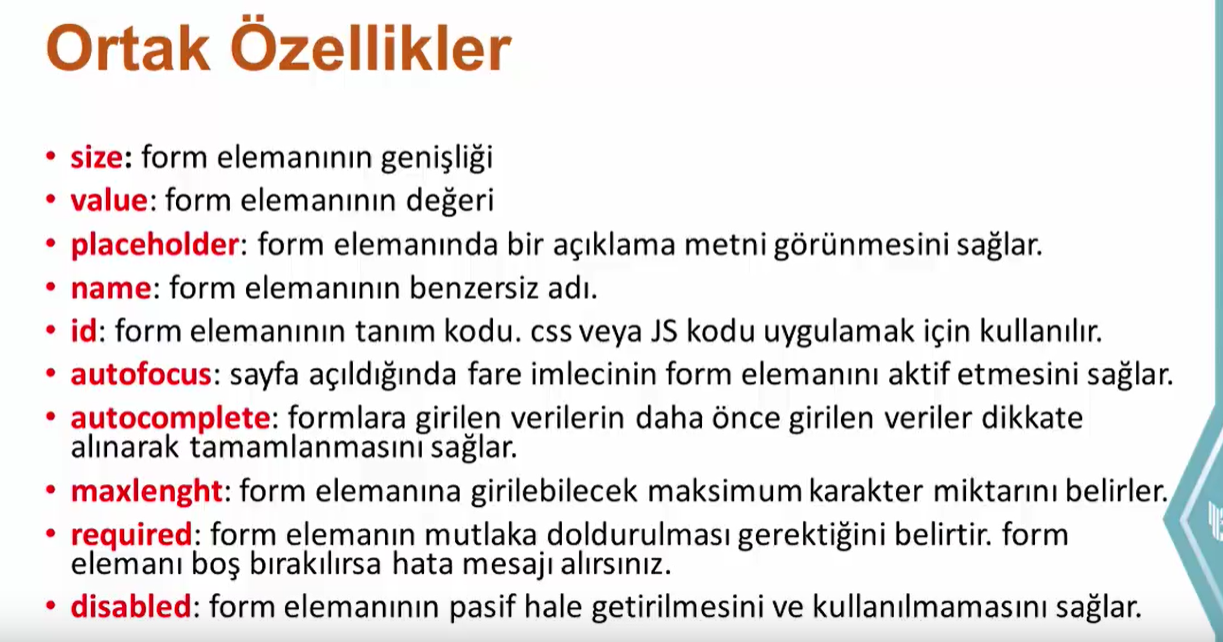 Ortak Özellikler
• size: form elemanının genişliği
• value: form elemanının değeri
• placeholder: form elemanında bir açıklama metni görünmesini sağlar.
• name: form elemanının benzersiz adı.
• id: form elemanının tanım kodu. css veya JS kodu uygulamak için kullanılır.
• autofocus: sayfa açıldığında fare imlecinin form elemanını aktif etmesini sağlar.
• autocomplete: formlara girilen verilerin daha önce girilen veriler dikkate
alınarak tamamlanmasını sağlar.
• maxlenght: form elemanına girilebilecek maksimum karakter miktarını belirler.
• required: form elemanın mutlaka doldurulması gerektiğini belirtir. form
elemanı boş bırakılırsa hata mesajı alırsınız.
• disabled: form elemanının pasif hale getirilmesini ve kullanılmamasını sağlar.